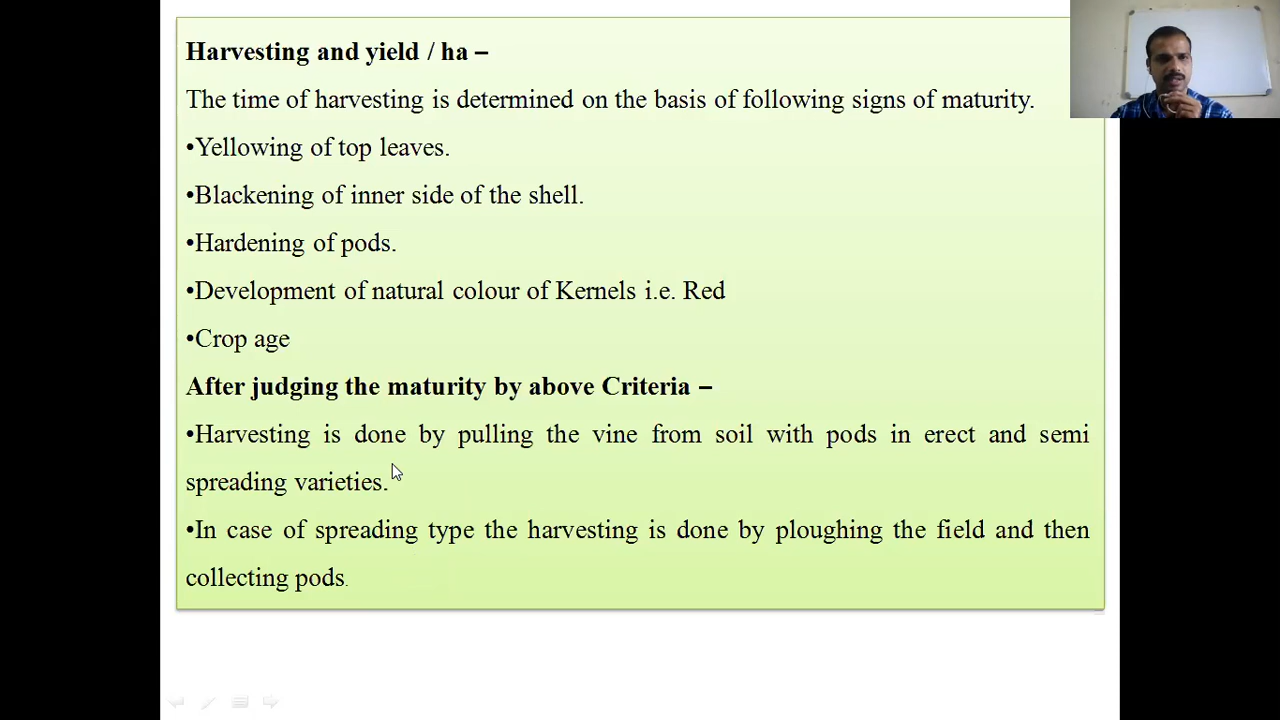 Harvesting and yield / ha –
The time of harvesting is determined on the basis of following signs of maturity.
•Yellowing of top leaves.
•Blackening of inner side of the shell.
•Hardening of pods.
•Development of natural colour of Kernels i.e. Red
•Crop age
After judging the maturity by above Criteria –
•Harvesting is done by pulling the vine from soil with pods in erect and semi
spreading varieties.
•In case of spreading type the harvesting is done by ploughing the field and then
collecting pods.